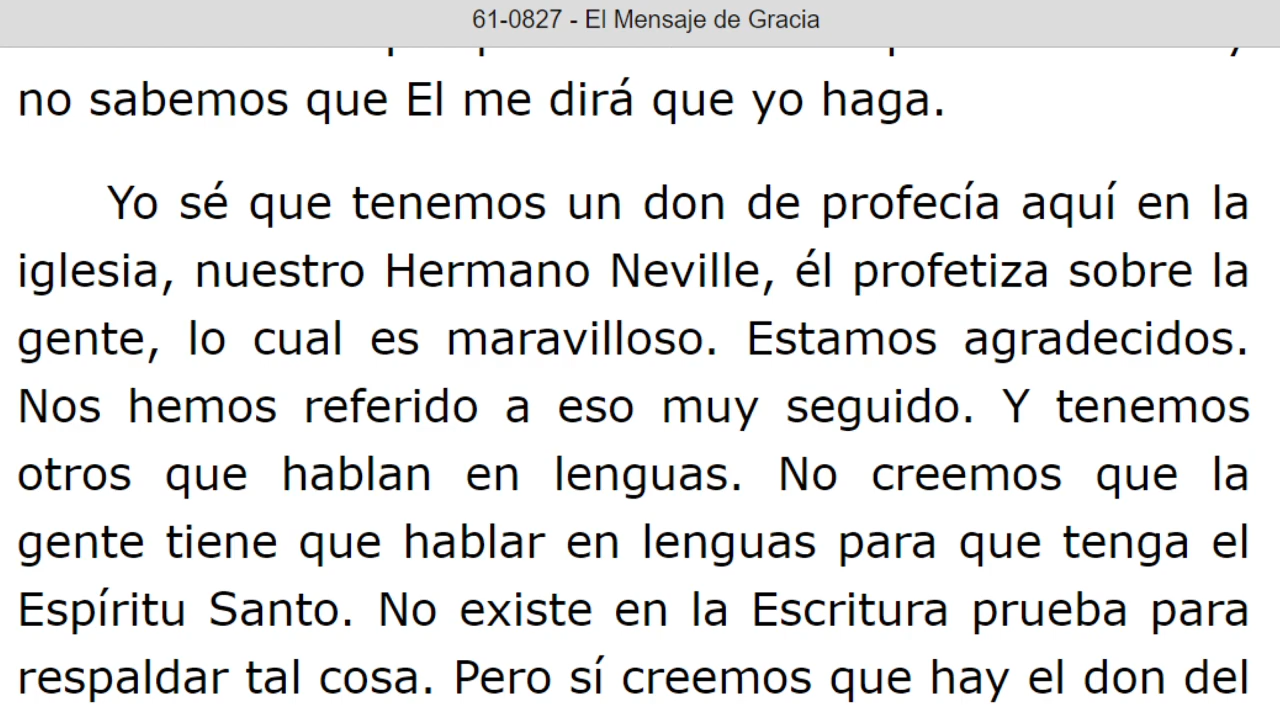 61-0827 - El Mensaje de Gracia
no sabemos que El me dirá que yo haga.
Yo sé que tenemos un don de profecía aquí en la
iglesia, nuestro Hermano Neville, él profetiza sobre la
gente, lo cual es maravilloso. Estamos agradecidos.
Nos hemos referido a eso muy seguido. Y tenemos
otros que hablan en lenguas. No creemos que la
gente tiene que hablar en lenguas para que tenga el
Espíritu Santo. No existe en la Escritura prueba para
respaldar tal cosa. Pero sí creemos que hay el don del